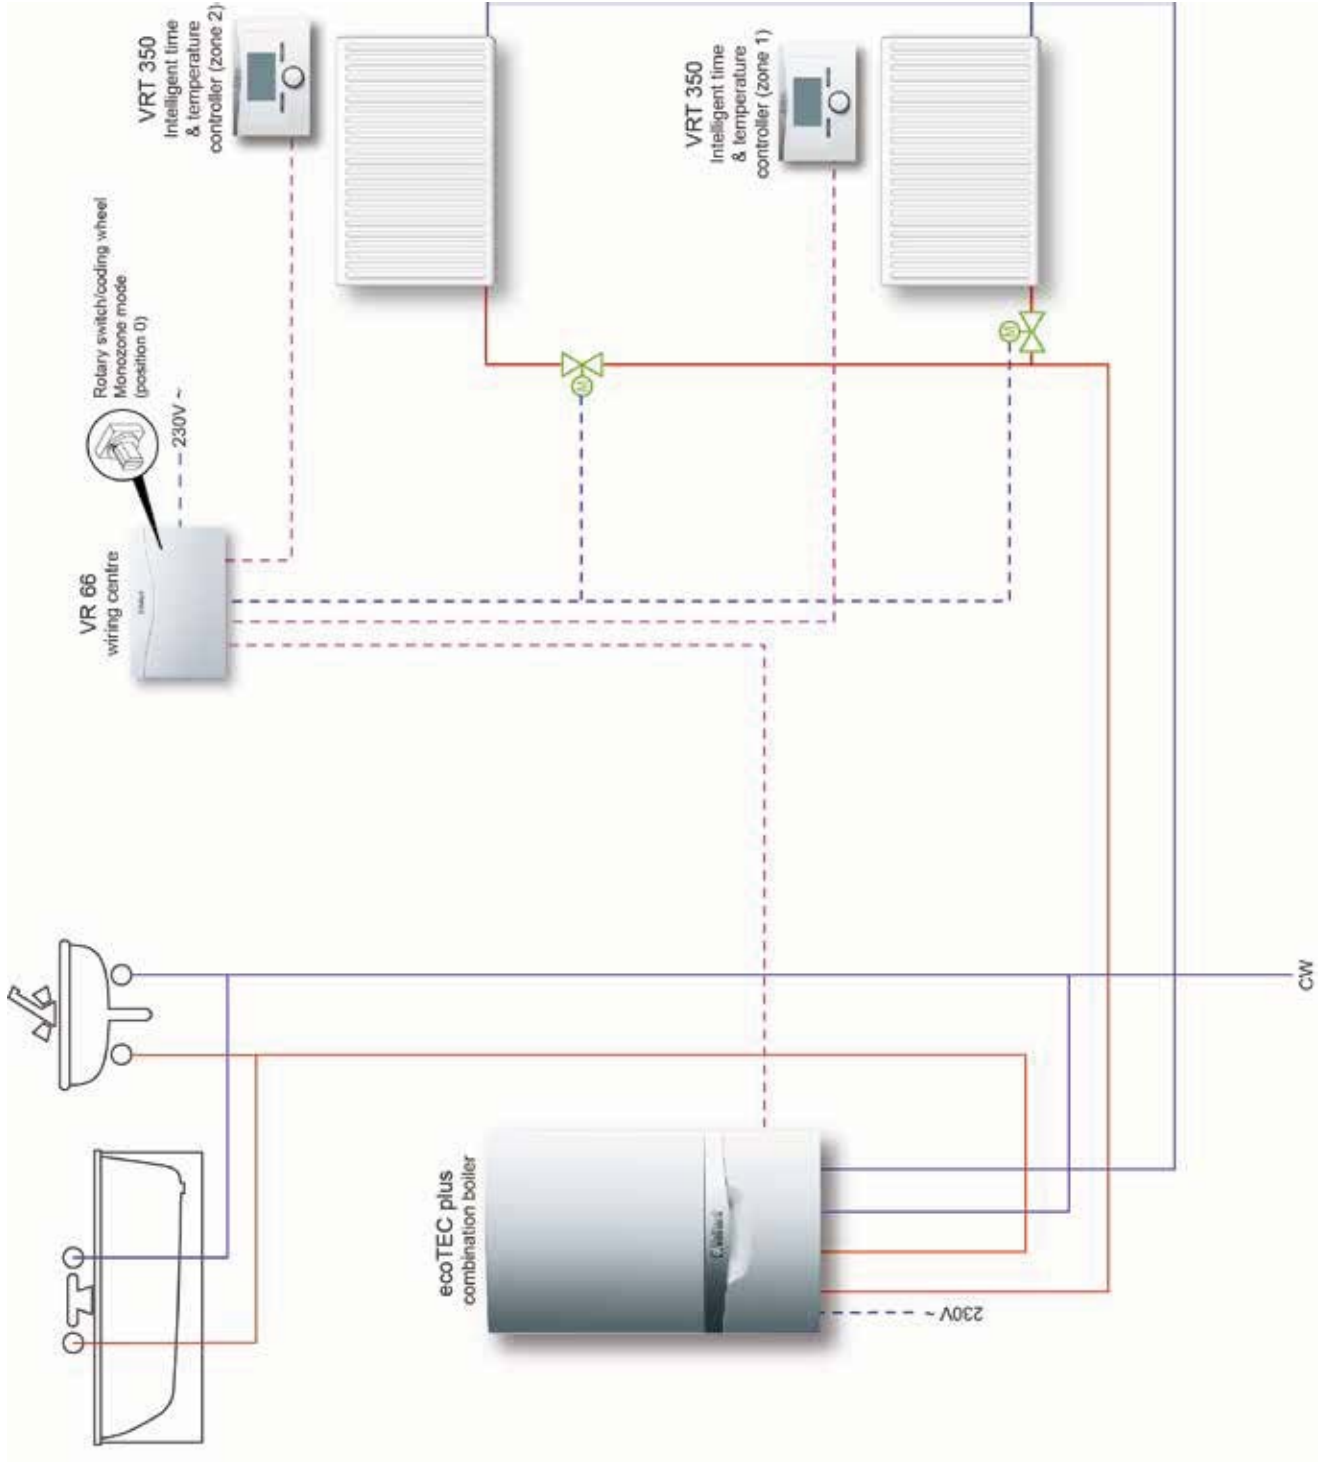 VRT 350
Intelligent time
& temperature
controller (zone 2)
VRT 350
Intelligent time
& temperature
controller (zone 1)
Rotary switch/coding wheel
Monozone mode
(position 0)
230V ~
VR 66
wiring centre
ecoTEC plus
combination boiler
Vaillant
230V ~
CW
M
M